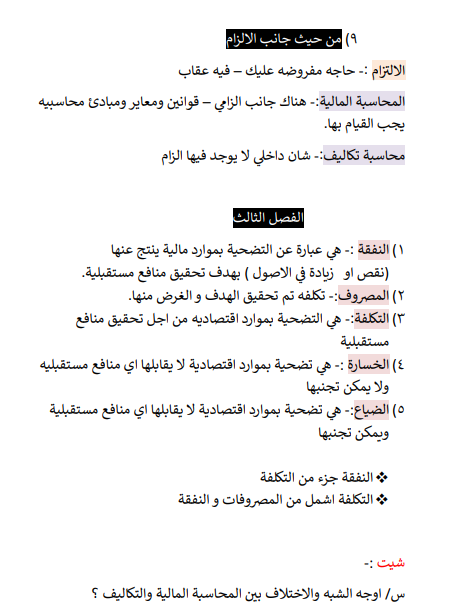 ٩) من حيث جانب الالزام
الالتزام :- حاجه مفروضه عليك – فيه عقاب
المحاسبة المالية:- هناك جانب الزامي – قوانين ومعاير ومبادئ محاسبيه
يجب القيام بها.
محاسبة تكاليف:- شان داخلي لا يوجد فيها الزام
الفصل الثالث
١) النفقة :- هي عبارة عن التضحية بموارد مالية ينتج عنها
(نقص او زيادة في الاصول ) بهدف تحقيق منافع مستقبلية.
٢) المصروف:- تكلفه تم تحقيق الهدف و الغرض منها.
٣) التكلفة:- هي التضحية بموارد اقتصاديه من اجل تحقيق منافع
مستقبلية
٤) الخسارة :- هي تضحية بموارد اقتصادية لا يقابلها اي منافع مستقبليه
ولا يمكن تجنبها
٥) الضياع:- هي تضحية بموارد اقتصادية لا يقابلها اي منافع مستقبلية
ويمكن تجنبها
❖ النفقة جزء من التكلفة
❖ التكلفة اشمل من المصروفات و النفقة
شيت :-
س/ اوجه الشبه والاختلاف بين المحاسبة المالية والتكاليف ؟